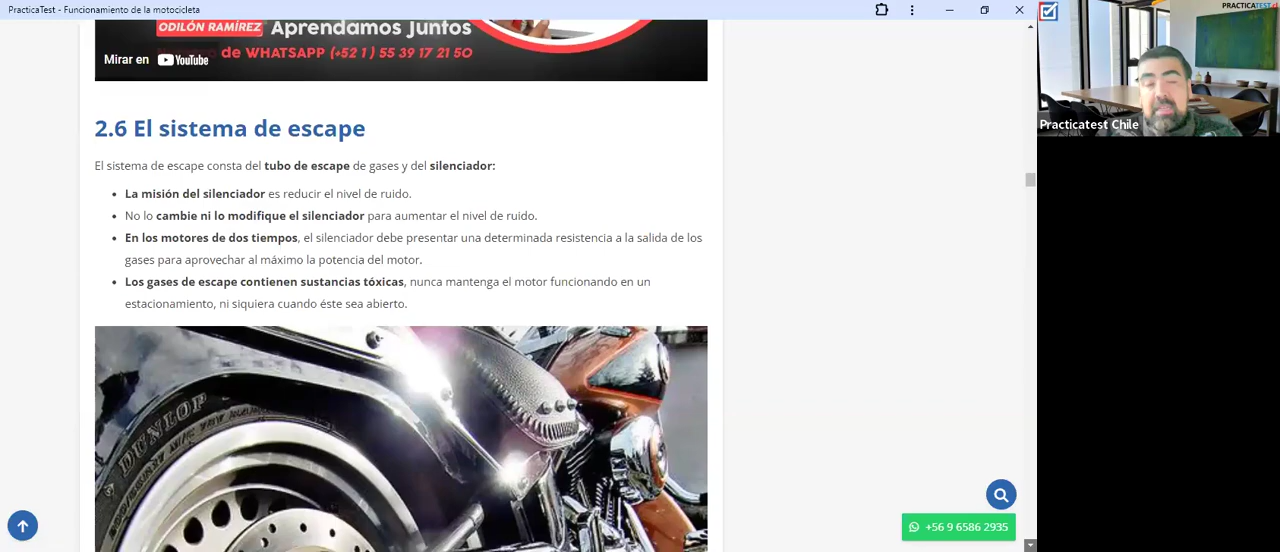 PracticaTest - Funcionamiento de la motocicleta
PRACTICATEST.cl
ODILÓN RAMÍREZ Aprendamos Juntos
de WHATSAPP (+52 1 ) 55 39 17 21 50
Mirar en YouTube
Practicatest Chile
2.6 El sistema de escape
El sistema de escape consta del tubo de escape de gases y del silenciador:
• La misión del silenciador es reducir el nivel de ruido.
• No lo cambie ni lo modifique el silenciador para aumentar el nivel de ruido.
• En los motores de dos tiempos, el silenciador debe presentar una determinada resistencia a la salida de los
gases para aprovechar al máximo la potencia del motor.
• Los gases de escape contienen sustancias tóxicas, nunca mantenga el motor funcionando en un
estacionamiento, ni siquiera cuando éste sea abierto.
DUNLOP
+56 9 6586 2935